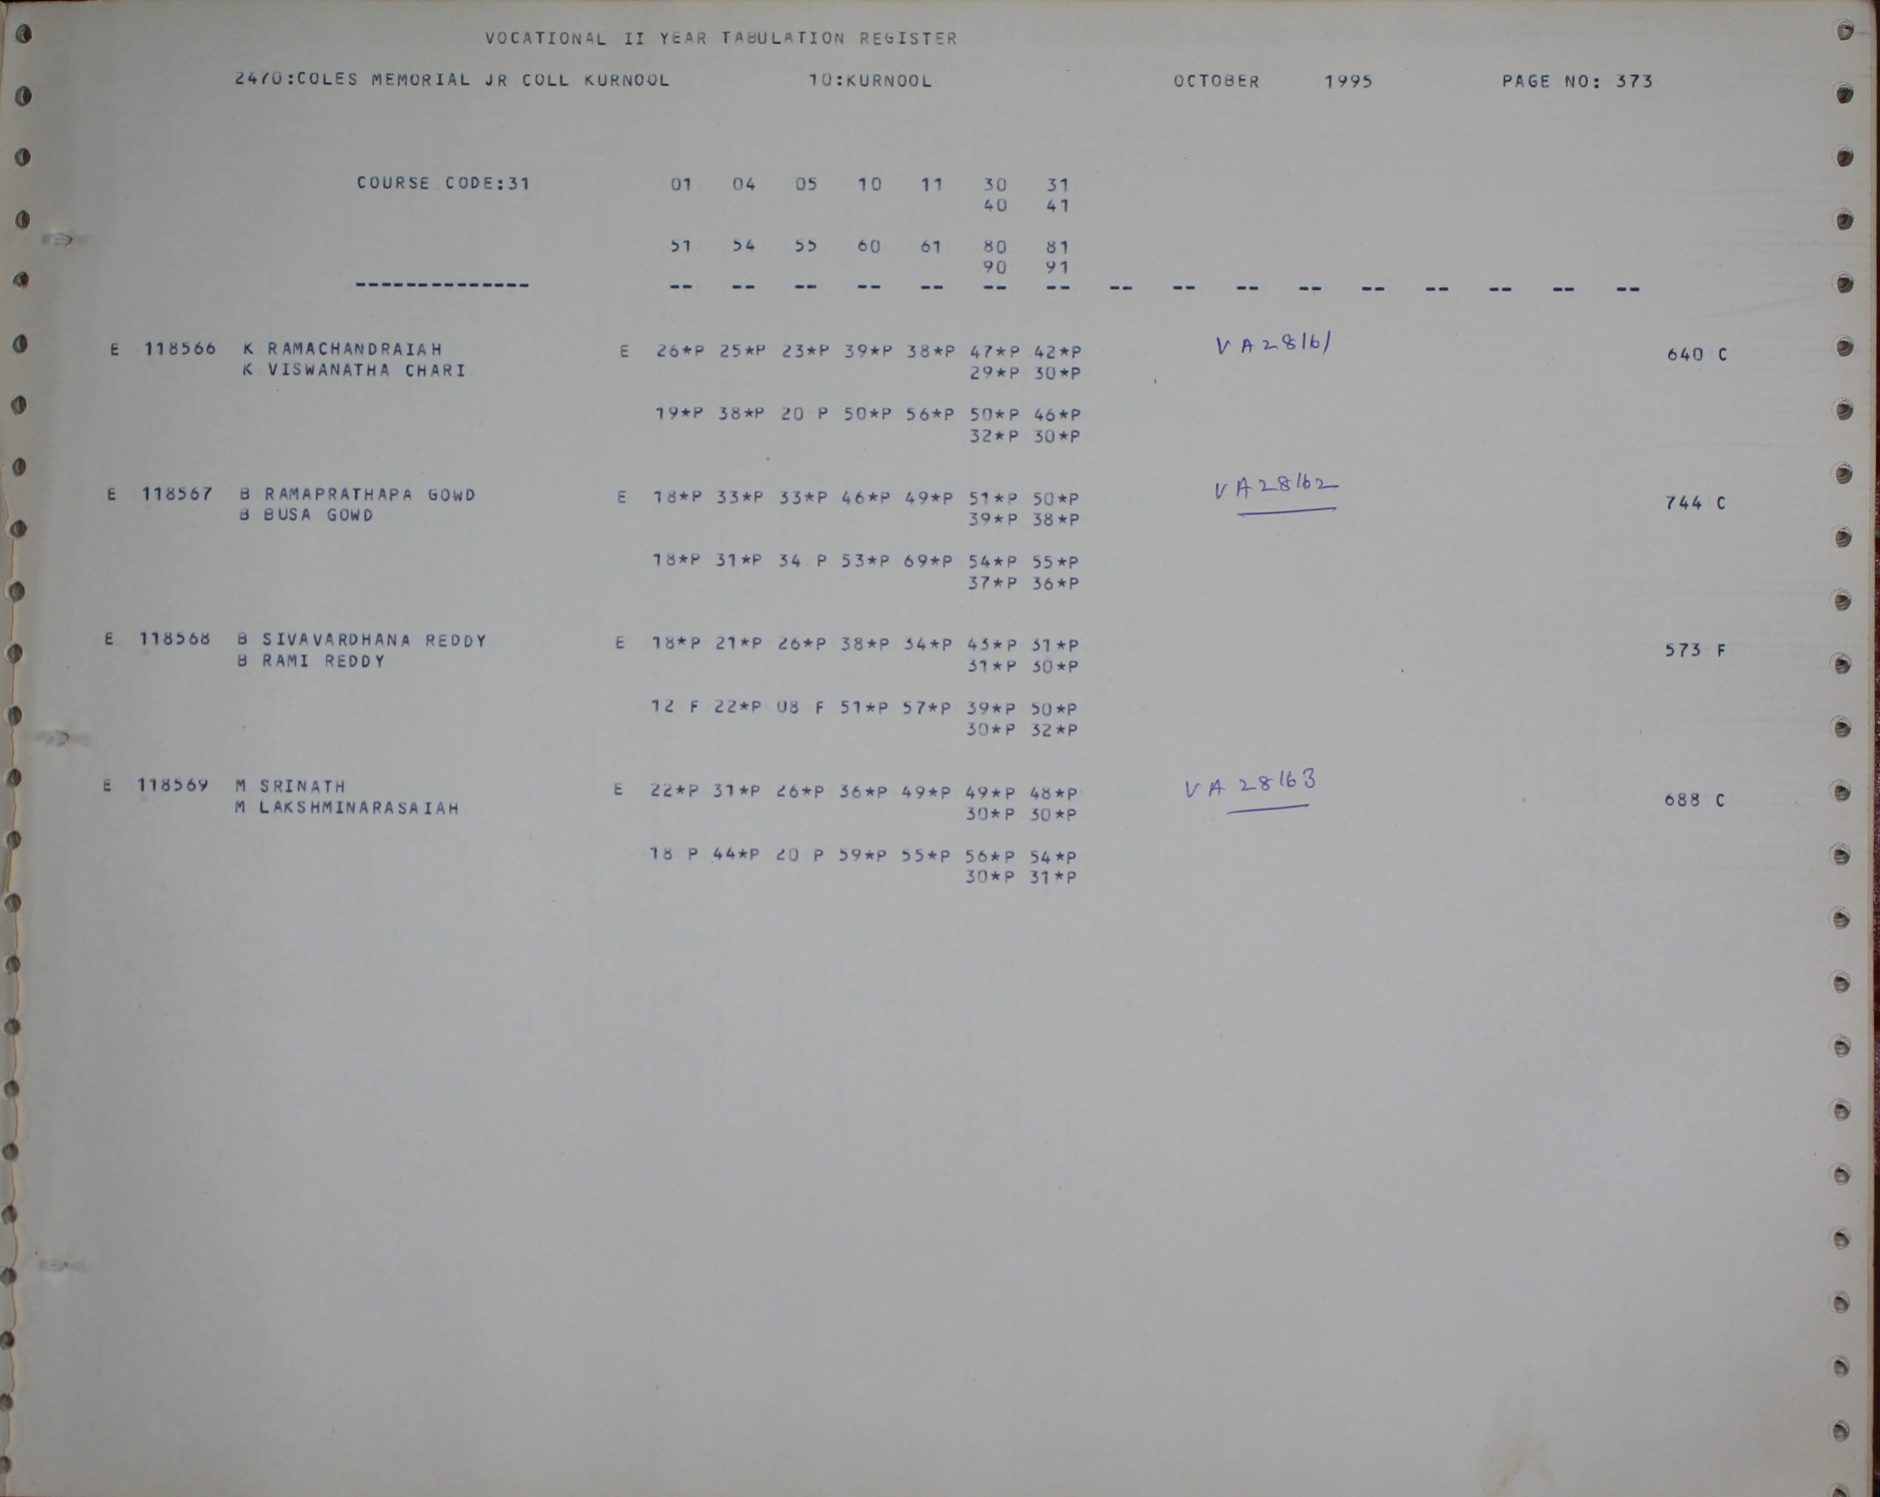 VOCATIONAL II YEAR TABULATION REGISTER
2470:COLES MEMORIAL JR COLL KURNOOL 10:KURNOOL OCTOBER 1995 PAGE NO: 373
COURSE CODE:31 01 04 05 10 11 30 31
40 41
51 54 55 60 61 80 81
90 91
-------------- -- -- -- -- -- -- -- -- -- -- -- -- -- -- -- --
E 118566 K RAMACHANDRAIAH E 26*P 25*P 23*P 39*P 38*P 47*P 42*P VA28161 640 C
K VISWANATHA CHARI 29*P 30*P
19*P 38*P 20 P 50*P 56*P 50*P 46*P
32*P 30*P
E 118567 B RAMAPRATHAPA GOWD E 18*P 33*P 33*P 46*P 49*P 51*P 50*P VA28162 744 C
B BUSA GOWD 39*P 38*P
18*P 31*P 34 P 53*P 69*P 54*P 55*P
37*P 36*P
E 118568 B SIVAVARDHANA REDDY E 18*P 21*P 26*P 38*P 34*P 43*P 31*P 573 F
B RAMI REDDY 31*P 30*P
12 F 22*P 08 F 51*P 57*P 39*P 50*P
30*P 32*P
E 118569 M SRINATH E 22*P 31*P 26*P 36*P 49*P 49*P 48*P VA 28163 688 C
M LAKSHMINARASAIAH 30*P 30*P
18 P 44*P 20 P 59*P 55*P 56*P 54*P
30*P 31*P